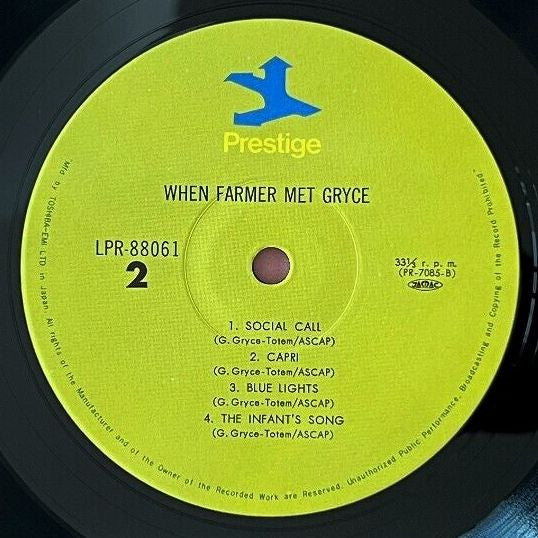 Prestige
WHEN FARMER MET GRYCE
LPR-88061
2
33⅓ r. p. m.
(PR-7085-B)
JASRAC
1. SOCIAL CALL
(G. Gryce-Totem/ASCAP)
2. CAPRI
(G. Gryce-Totem/ASCAP)
3. BLUE LIGHTS
(G. Gryce-Totem/ASCAP)
4. THE INFANT'S SONG
(G. Gryce-Totem/ASCAP)
"Mfd by TOSHIBA-EMI LTD in Japan. All rights of the Manufacturer and of the Owner of the Recorded Work are Reserved. Unauthorized Public Performance, Broadcasting and Copying of the Record Prohibited"